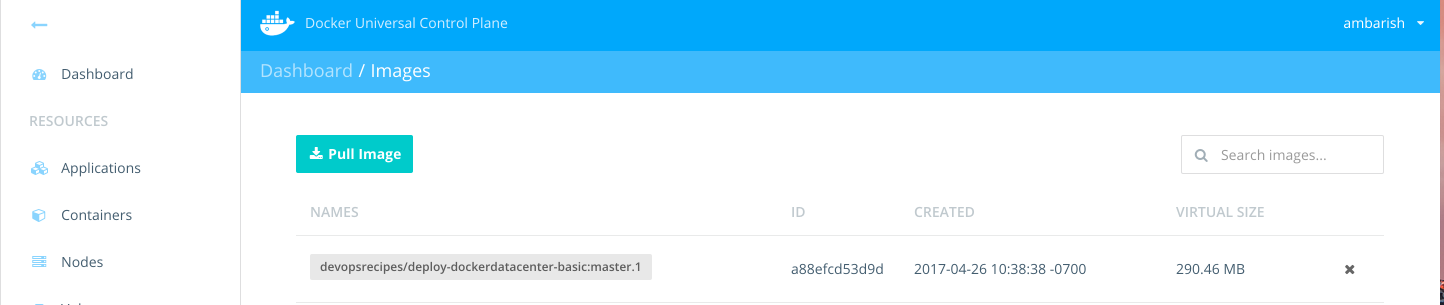 Docker Universal Control Plane
ambarish
Dashboard / Images
Dashboard
RESOURCES
Applications
Containers
Nodes
Pull Image
Search images...
NAMES ID CREATED VIRTUAL SIZE
devopsrecipes/deploy-dockerdatacenter-basic:master.1 a88efcd53d9d 2017-04-26 10:38:38 -0700 290.46 MB